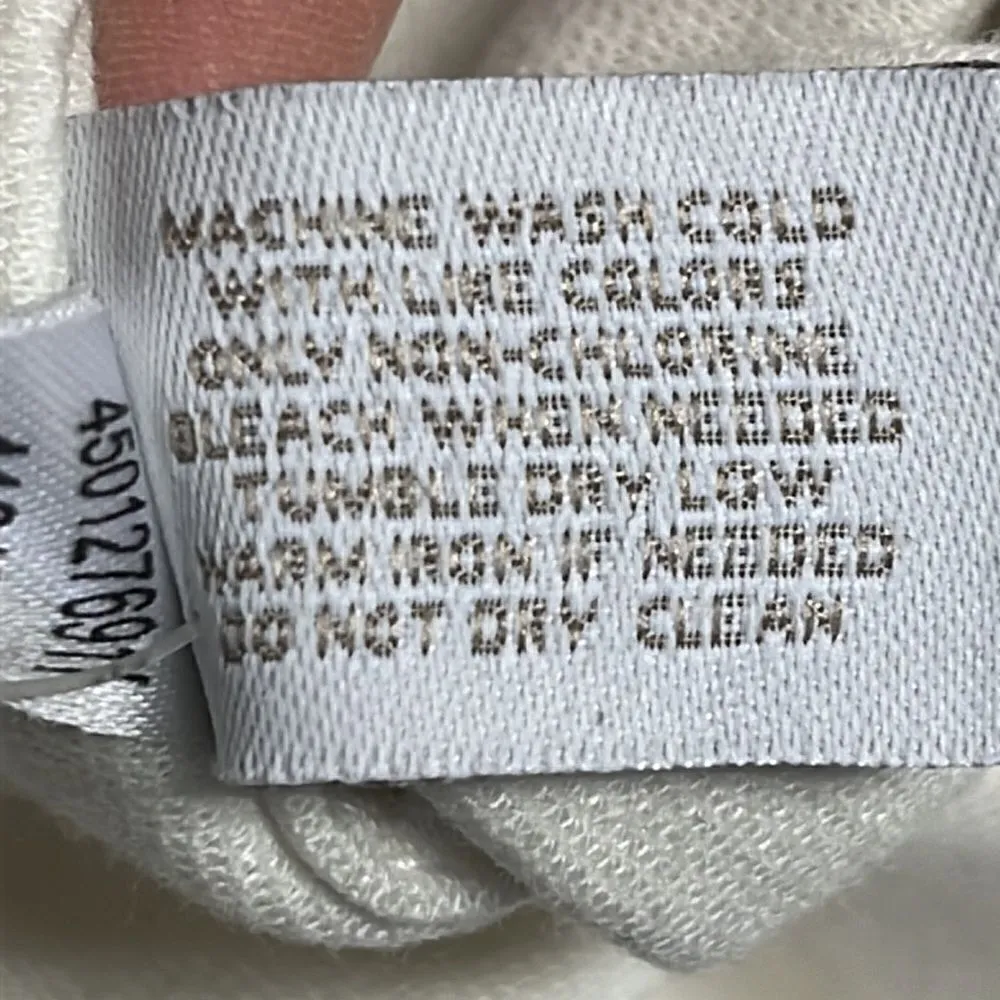 MACHINE WASH COLD
WITH LIKE COLORS
ONLY NON-CHLORINE
BLEACH WHEN NEEDED
TUMBLE DRY LOW
WARM IRON IF NEEDED
DO NOT DRY CLEAN